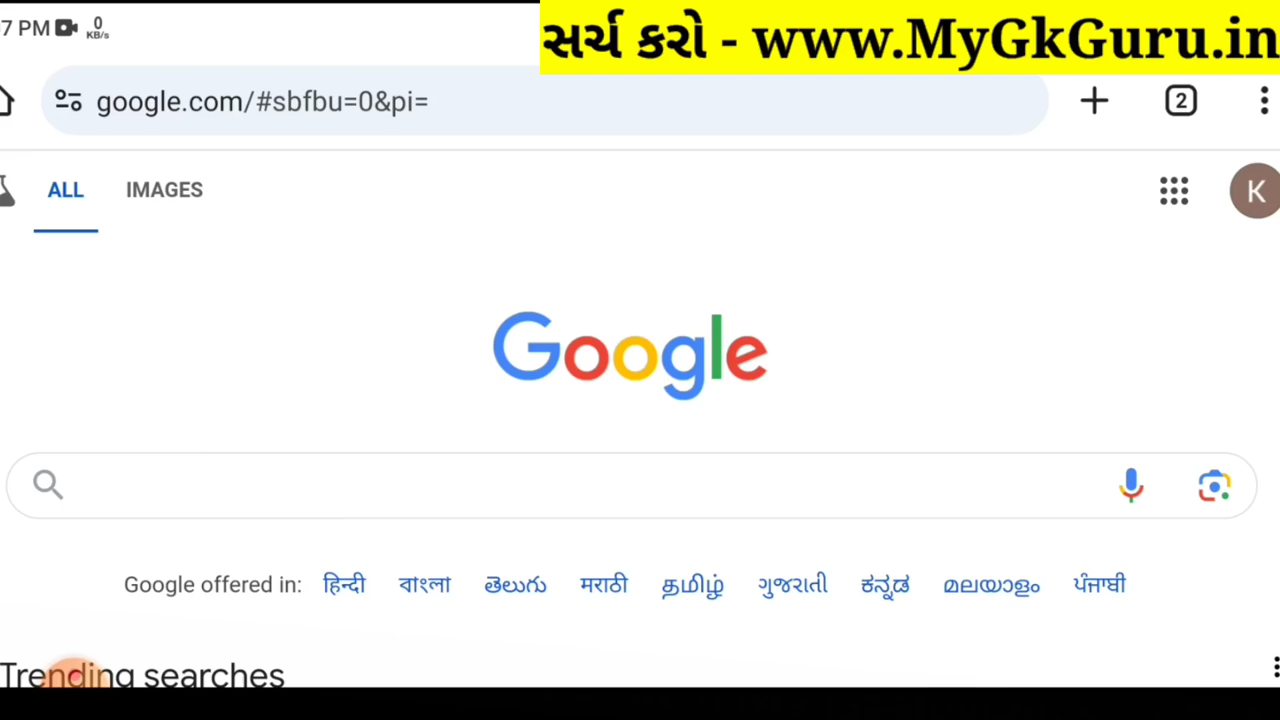 7 PM 0 KB/s
સર્ચ કરો - www.MyGkGuru.in
google.com/#sbfbu=0&pi=
2
ALL IMAGES
K
Google
Google offered in: हिन्दी বাংলা తెలుగు मराठी தமிழ் ગુજરાતી ಕನ್ನಡ മലയാളം ਪੰਜਾਬੀ
Trending searches